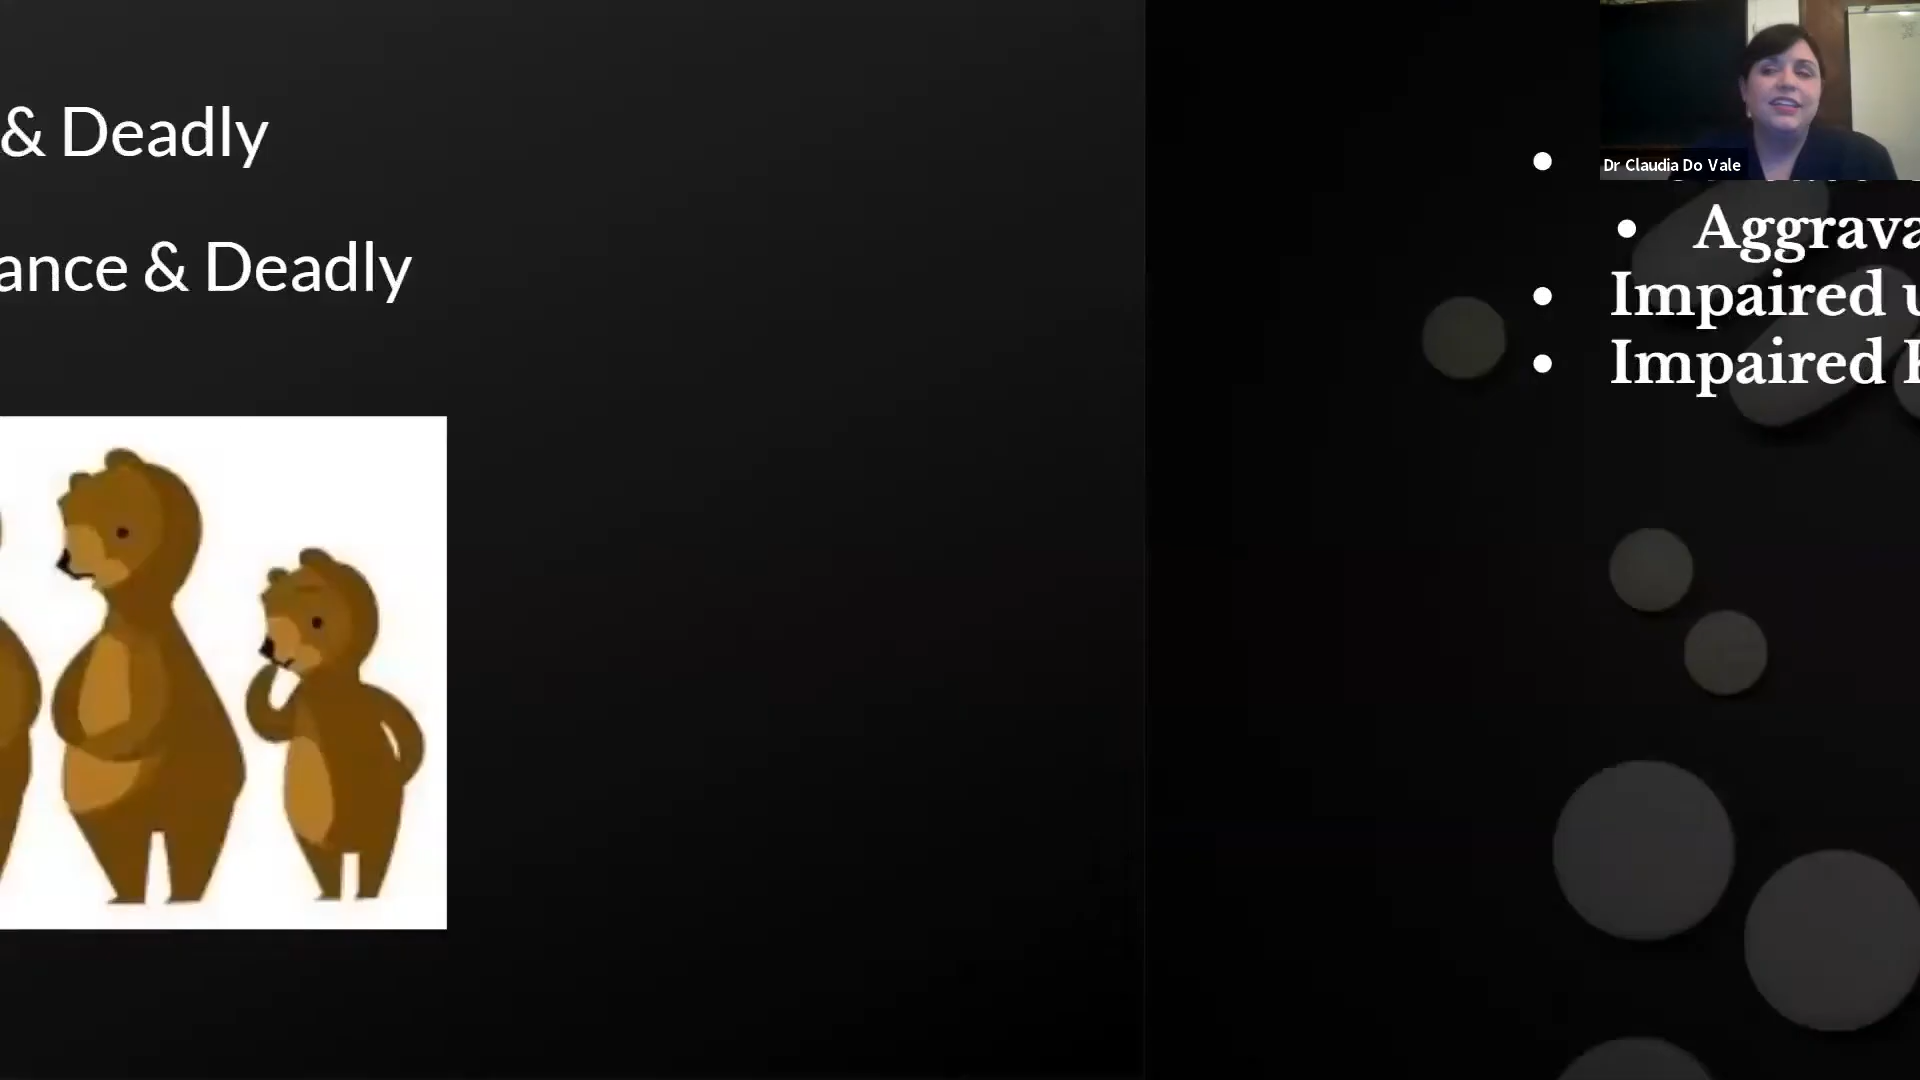 & Deadly
ance & Deadly
Dr Claudia Do Vale
• Aggrava
• Impaired u
• Impaired